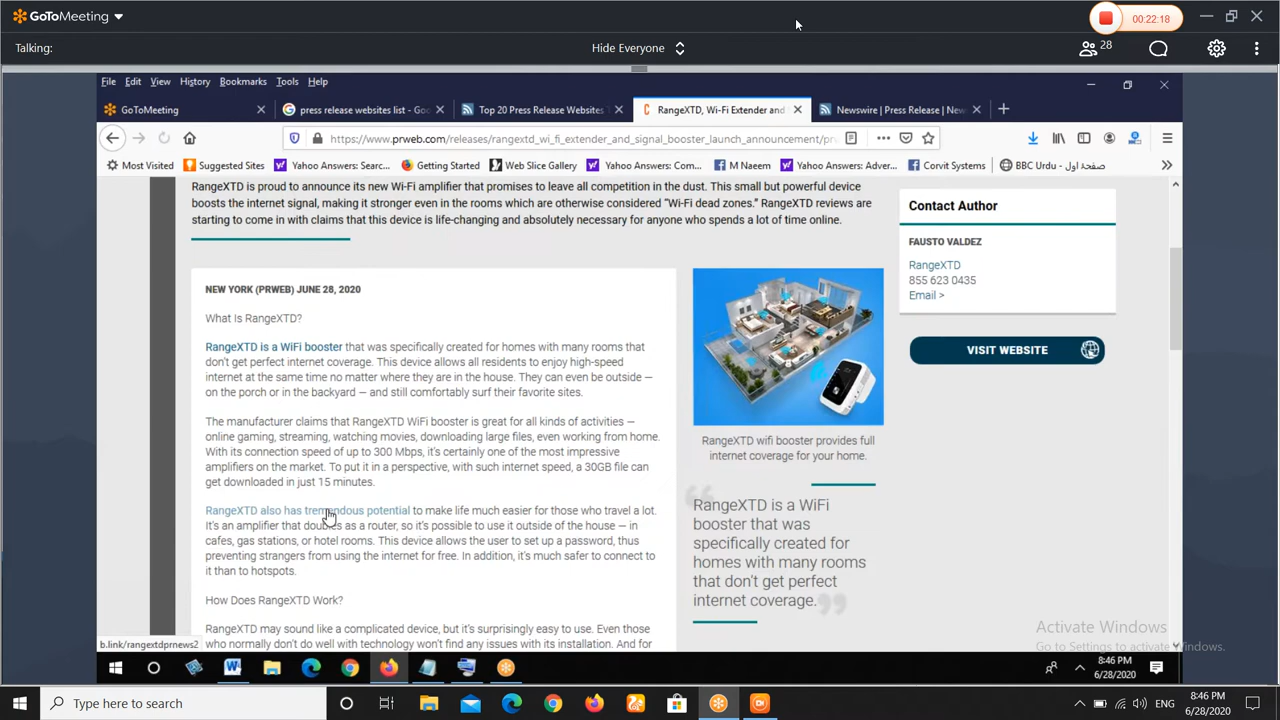 GoToMeeting
00:22:18
Talking:
Hide Everyone
28
File Edit View History Bookmarks Tools Help
GoToMeeting
press release websites list - Goo
Top 20 Press Release Websites
RangeXTD, Wi-Fi Extender and
Newswire | Press Release | New
https://www.prweb.com/releases/rangextd_wi_fi_extender_and_signal_booster_launch_announcement/pr
Most Visited Suggested Sites Yahoo Answers: Searc... Getting Started Web Slice Gallery Yahoo Answers: Com... M Naeem Yahoo Answers: Adver... Corvit Systems BBC Urdu - صفحۂ اول
RangeXTD is proud to announce its new Wi-Fi amplifier that promises to leave all competition in the dust. This small but powerful device
boosts the internet signal, making it stronger even in the rooms which are otherwise considered “Wi-Fi dead zones.” RangeXTD reviews are
starting to come in with claims that this device is life-changing and absolutely necessary for anyone who spends a lot of time online.
NEW YORK (PRWEB) JUNE 28, 2020
What Is RangeXTD?
RangeXTD is a WiFi booster that was specifically created for homes with many rooms that
don't get perfect internet coverage. This device allows all residents to enjoy high-speed
internet at the same time no matter where they are in the house. They can even be outside —
on the porch or in the backyard — and still comfortably surf their favorite sites.
The manufacturer claims that RangeXTD WiFi booster is great for all kinds of activities —
online gaming, streaming, watching movies, downloading large files, even working from home.
With its connection speed of up to 300 Mbps, it's certainly one of the most impressive
amplifiers on the market. To put it in a perspective, with such internet speed, a 30GB file can
get downloaded in just 15 minutes.
RangeXTD also has tremendous potential to make life much easier for those who travel a lot.
It's an amplifier that doubles as a router, so it's possible to use it outside of the house — in
cafes, gas stations, or hotel rooms. This device allows the user to set up a password, thus
preventing strangers from using the internet for free. In addition, it's much safer to connect to
it than to hotspots.
How Does RangeXTD Work?
RangeXTD may sound like a complicated device, but it's surprisingly easy to use. Even those
who normally don't do well with technology won't find any issues with its installation. And for
RangeXTD wifi booster provides full
internet coverage for your home.
“
RangeXTD is a WiFi
booster that was
specifically created for
homes with many rooms
that don't get perfect
internet coverage.
”
Contact Author
FAUSTO VALDEZ
RangeXTD
855 623 0435
Email >
VISIT WEBSITE
b.link/rangextdprnews2
Activate Windows
Go to Settings to activate Windows.
8:46 PM
6/28/2020
Type here to search
ENG
8:46 PM
6/28/2020